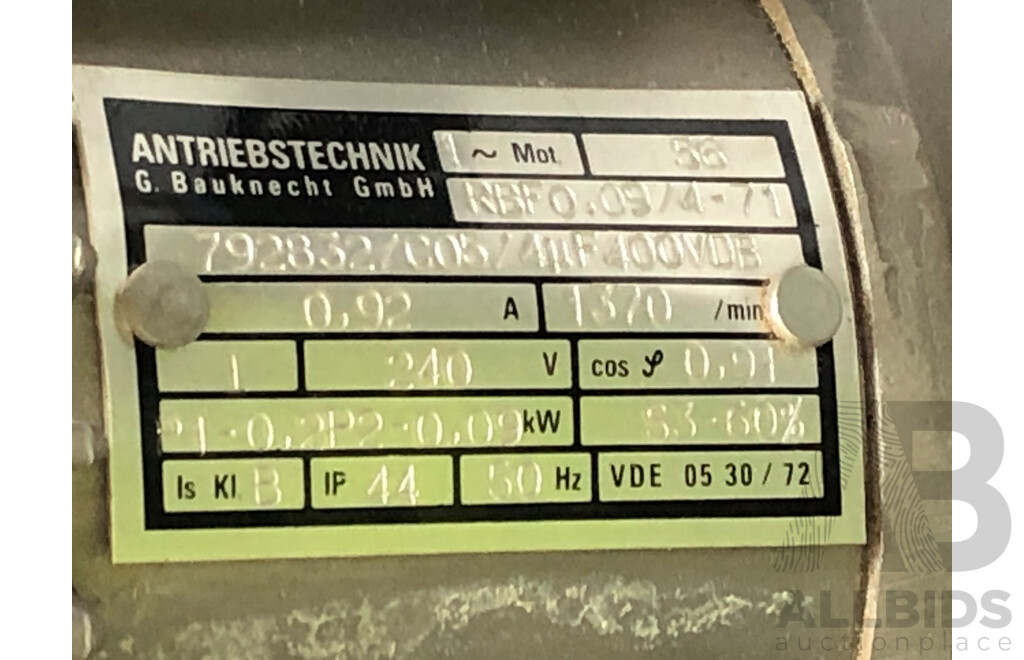 ANTRIEBSTECHNIK
G. Bauknecht GmbH
1 ~ Mot. 56
RBF0.09/4-71
792832/C05/4µF400VDB
0,92 A 1370 /min
1 240 V cos φ 0,91
P1-0,2P2-0,09 kW S3-60%
Is Kl B IP 44 50 Hz VDE 0530/72
ALLBIDS
auctionplace